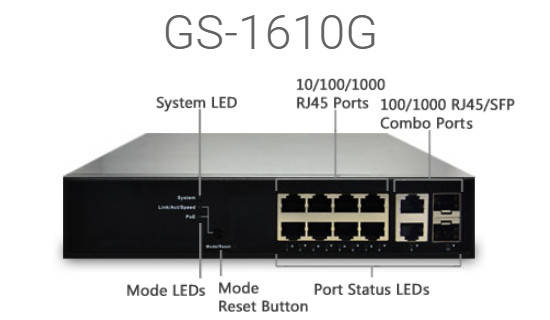 GS-1610G
10/100/1000
RJ45 Ports
System LED
100/1000 RJ45/SFP
Combo Ports
System
Link/Act/Speed
PoE
Mode/Reset
Mode LEDs
Mode
Reset Button
Port Status LEDs